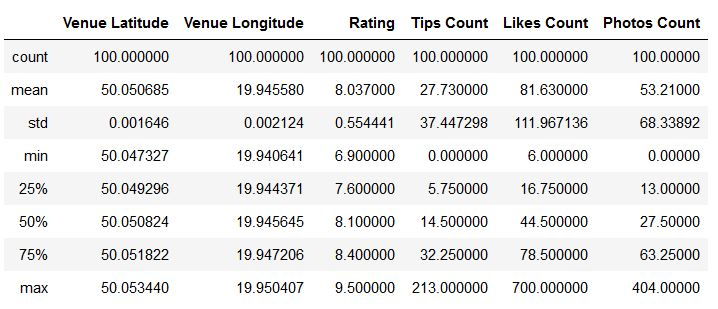 Venue Latitude Venue Longitude Rating Tips Count Likes Count Photos Count
count 100.000000 100.000000 100.000000 100.000000 100.000000 100.00000
mean 50.050685 19.945580 8.037000 27.730000 81.630000 53.21000
std 0.001646 0.002124 0.554441 37.447298 111.967136 68.33892
min 50.047327 19.940641 6.900000 0.000000 6.000000 0.00000
25% 50.049296 19.944371 7.600000 5.750000 16.750000 13.00000
50% 50.050824 19.945645 8.100000 14.500000 44.500000 27.50000
75% 50.051822 19.947206 8.400000 32.250000 78.500000 63.25000
max 50.053440 19.950407 9.500000 213.000000 700.000000 404.00000